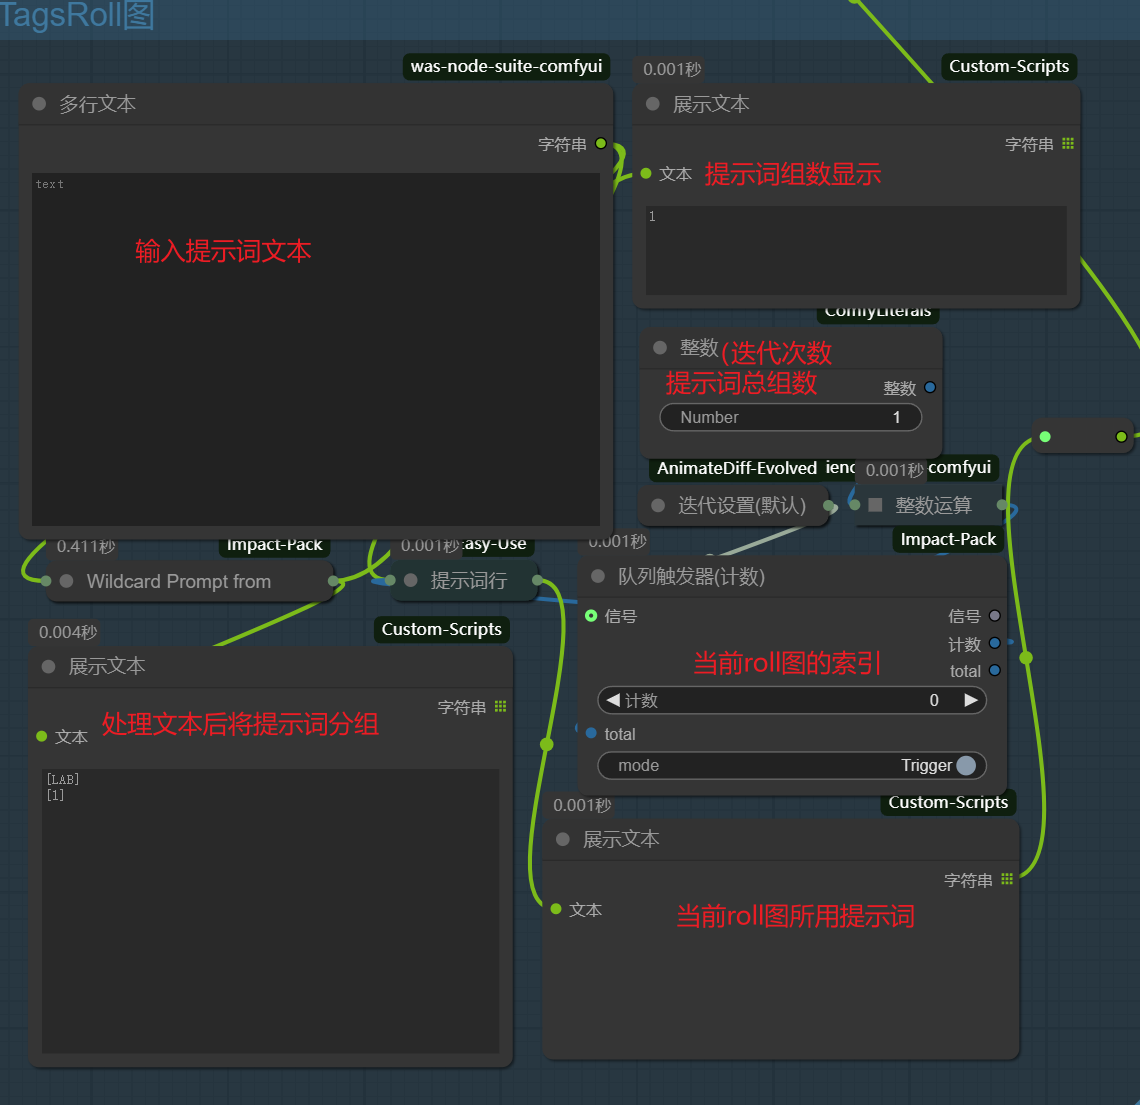 TagsRoll图
was-node-suite-comfyui
0.001秒
Custom-Scripts
多行文本
展示文本
字符串
字符串
文本
提示词组数显示
text
输入提示词文本
1
ComfyLiterals
整数
(迭代次数
提示词总组数
整数
Number
1
AnimateDiff-Evolved
0.001秒
-comfyui
迭代设置(默认)
整数运算
0.411秒
Impact-Pack
0.001秒
asy-Use
0.001秒
Impact-Pack
Wildcard Prompt from
提示词行
队列触发器(计数)
信号
信号
计数
total
当前roll图的索引
计数
0
total
mode
Trigger
0.004秒
Custom-Scripts
展示文本
字符串
文本
处理文本后将提示词分组
[LAB]
[1]
0.001秒
Custom-Scripts
展示文本
字符串
文本
当前roll图所用提示词